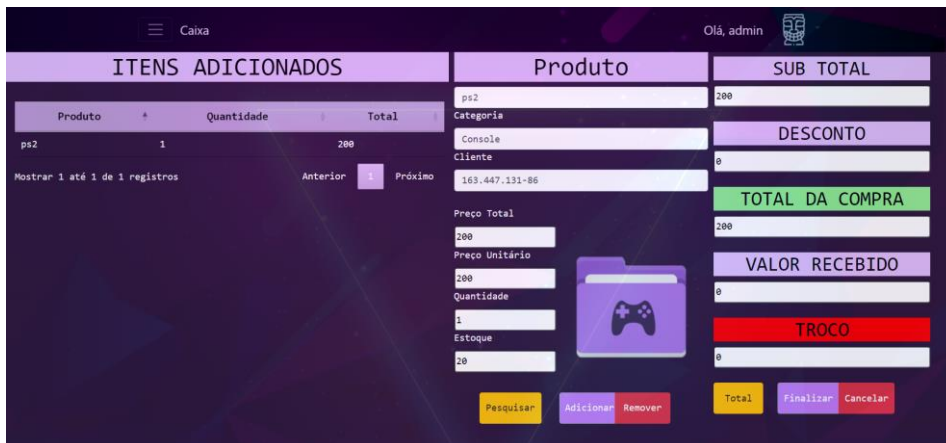 Caixa
Olá, admin
ITENS ADICIONADOS
Produto Quantidade Total
ps2 1 200
Mostrar 1 até 1 de 1 registros
Anterior 1 Próximo
Produto
ps2
Categoria
Console
Cliente
163.447.131-86
Preço Total
200
Preço Unitário
200
Quantidade
1
Estoque
20
Pesquisar
Adicionar Remover
SUB TOTAL
200
DESCONTO
0
TOTAL DA COMPRA
200
VALOR RECEBIDO
0
TROCO
0
Total
Finalizar Cancelar